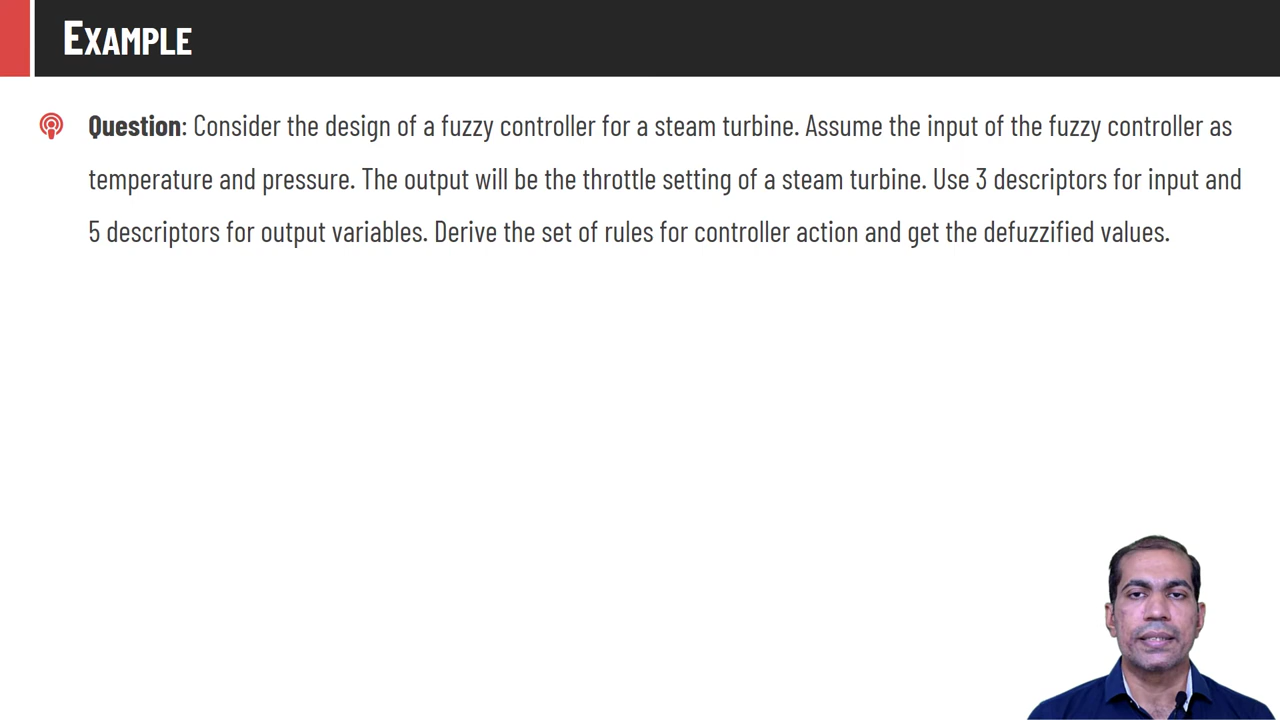 EXAMPLE
Question: Consider the design of a fuzzy controller for a steam turbine. Assume the input of the fuzzy controller as
temperature and pressure. The output will be the throttle setting of a steam turbine. Use 3 descriptors for input and
5 descriptors for output variables. Derive the set of rules for controller action and get the defuzzified values.